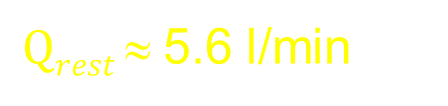 Q_rest ≈ 5.6 l/min